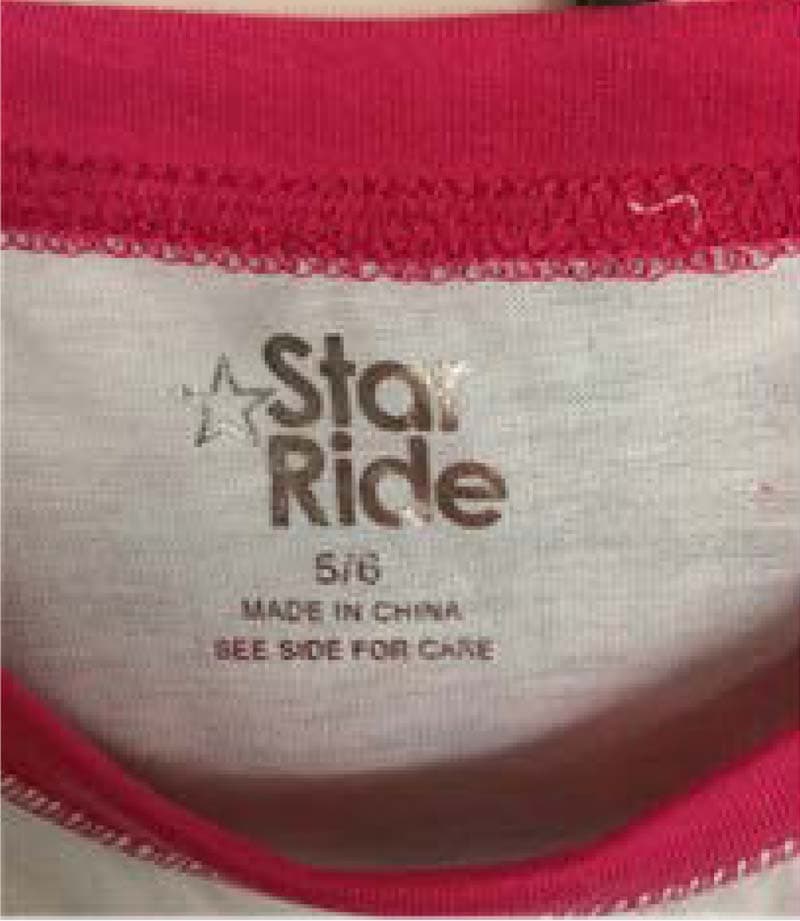 Star
Ride
5/6
MADE IN CHINA
SEE SIDE FOR CARE